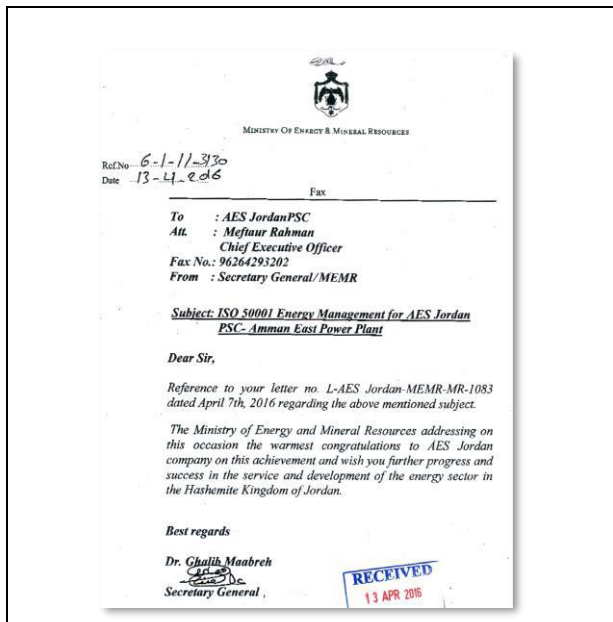 MINISTRY OF ENERGY & MINERAL RESOURCES
Ref.No 6-1-11-3130
Date 13-4-2016
Fax
To : AES JordanPSC
Att. : Meftaur Rahman
Chief Executive Officer
Fax No.: 96264293202
From : Secretary General/MEMR
Subject: ISO 50001 Energy Management for AES Jordan
PSC- Amman East Power Plant
Dear Sir,
Reference to your letter no. L-AES Jordan-MEMR-MR-1083
dated April 7th, 2016 regarding the above mentioned subject.
The Ministry of Energy and Mineral Resources addressing on
this occasion the warmest congratulations to AES Jordan
company on this achievement and wish you further progress and
success in the service and development of the energy sector in
the Hashemite Kingdom of Jordan.
Best regards
Dr. Ghalib Maabreh
Secretary General
RECEIVED
13 APR 2016